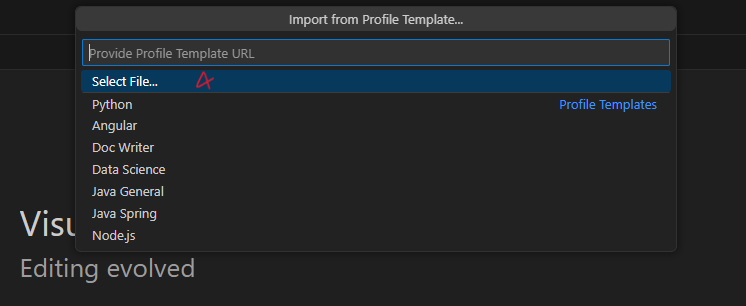 Import from Profile Template...
Provide Profile Template URL
Select File... 4
Python Profile Templates
Angular
Doc Writer
Data Science
Java General
Java Spring
Node.js
Visu
Editing evolved